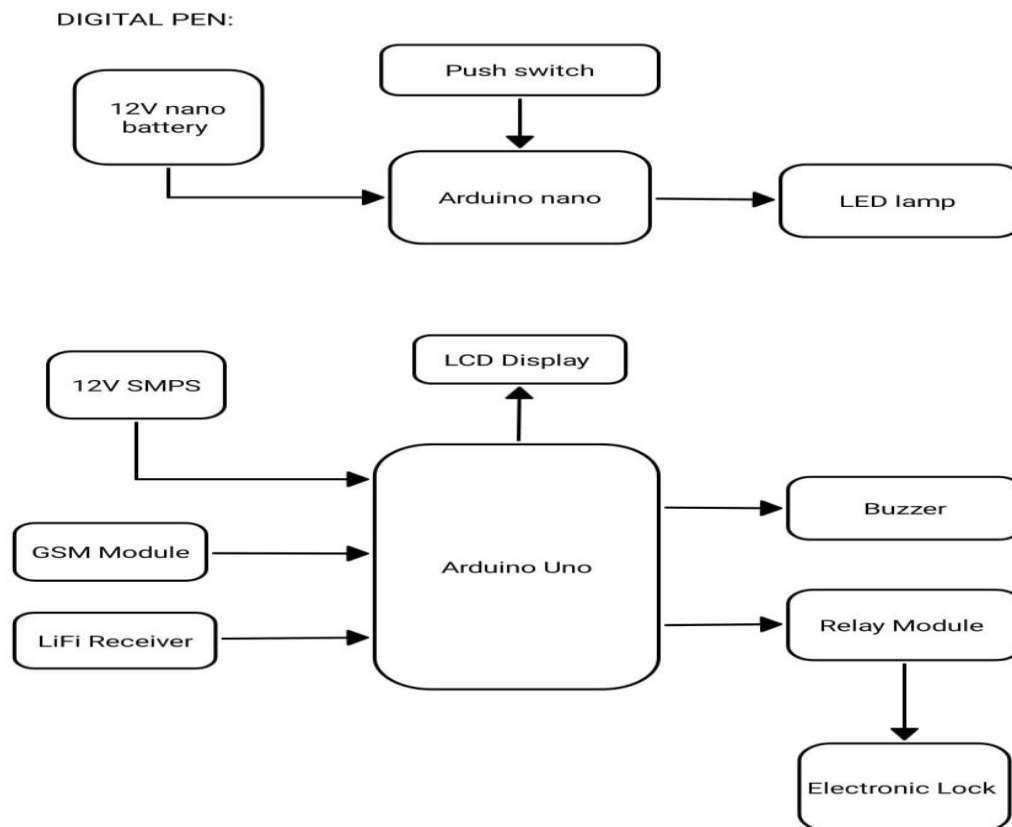 DIGITAL PEN:
Push switch
12V nano
battery
Arduino nano
LED lamp
LCD Display
12V SMPS
Buzzer
GSM Module
Arduino Uno
Relay Module
LiFi Receiver
Electronic Lock